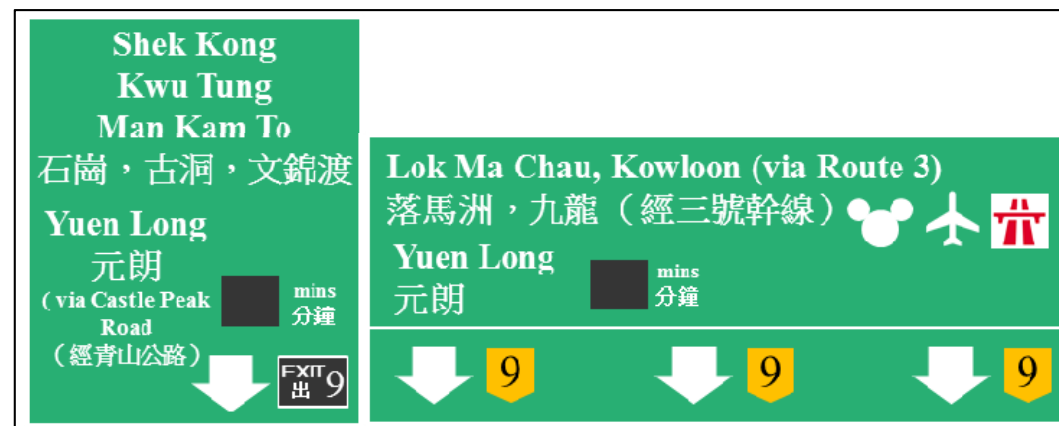 Shek Kong
Kwu Tung
Man Kam To
石崗，古洞，文錦渡
Yuen Long
元朗
mins
分鐘
( via Castle Peak
Road
（經青山公路）
EXIT
出 9
Lok Ma Chau, Kowloon (via Route 3)
落馬洲，九龍（經三號幹線）
Yuen Long
元朗
mins
分鐘
9 9 9